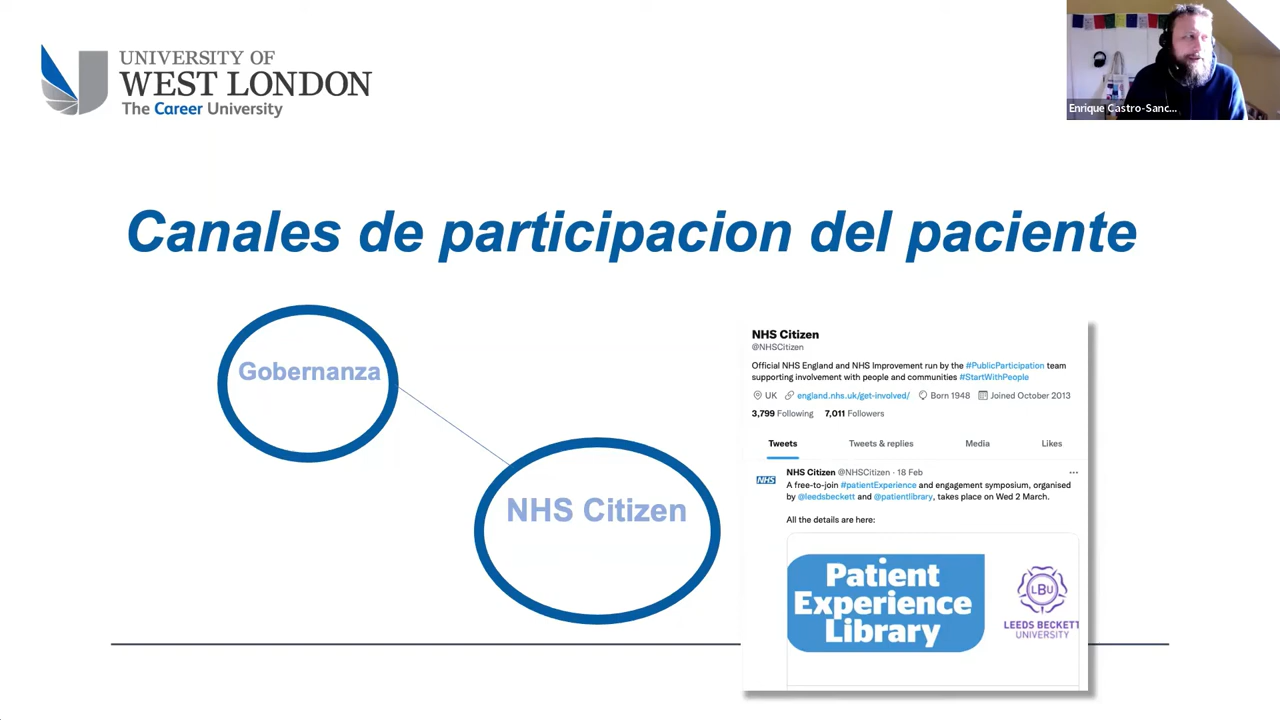 UNIVERSITY OF
WEST LONDON
The Career University
Enrique Castro-Sanc...
Canales de participacion del paciente
Gobernanza
NHS Citizen
NHS Citizen
@NHSCitizen
Official NHS England and NHS Improvement run by the #PublicParticipation team
supporting involvement with people and communities #StartWithPeople
UK england.nhs.uk/get-involved/ Born 1948 Joined October 2013
3,799 Following 7,011 Followers
Tweets Tweets & replies Media Likes
NHS
NHS Citizen @NHSCitizen · 18 Feb ...
A free-to-join #patientExperience and engagement symposium, organised
by @leedsbeckett and @patientlibrary, takes place on Wed 2 March.
All the details are here:
Patient
Experience
Library
LBU
LEEDS BECKETT
UNIVERSITY